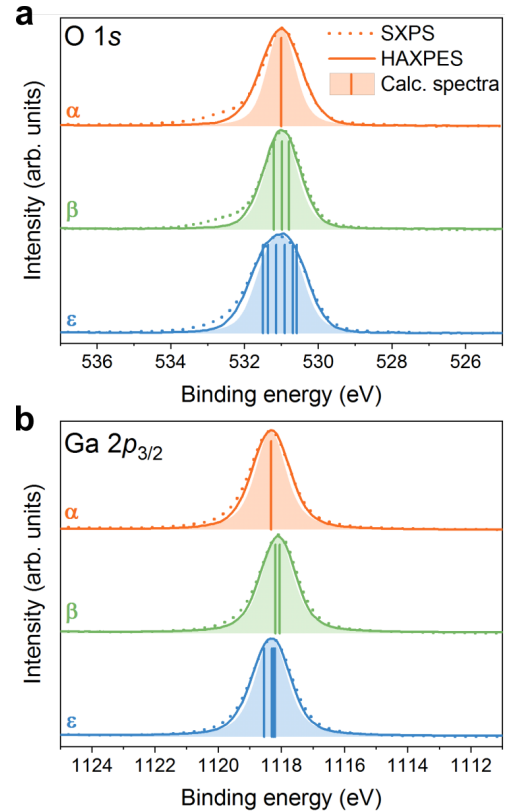 a
O 1s
SXPS
HAXPES
Calc. spectra
α
β
ε
Intensity (arb. units)
536 534 532 530 528 526
Binding energy (eV)
b
Ga 2p3/2
α
β
ε
Intensity (arb. units)
1124 1122 1120 1118 1116 1114 1112
Binding energy (eV)